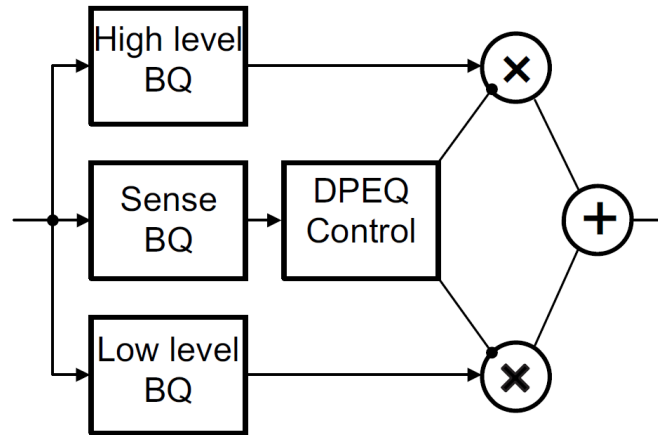 High level
BQ
×
Sense
BQ
DPEQ
Control
+
Low level
BQ
×